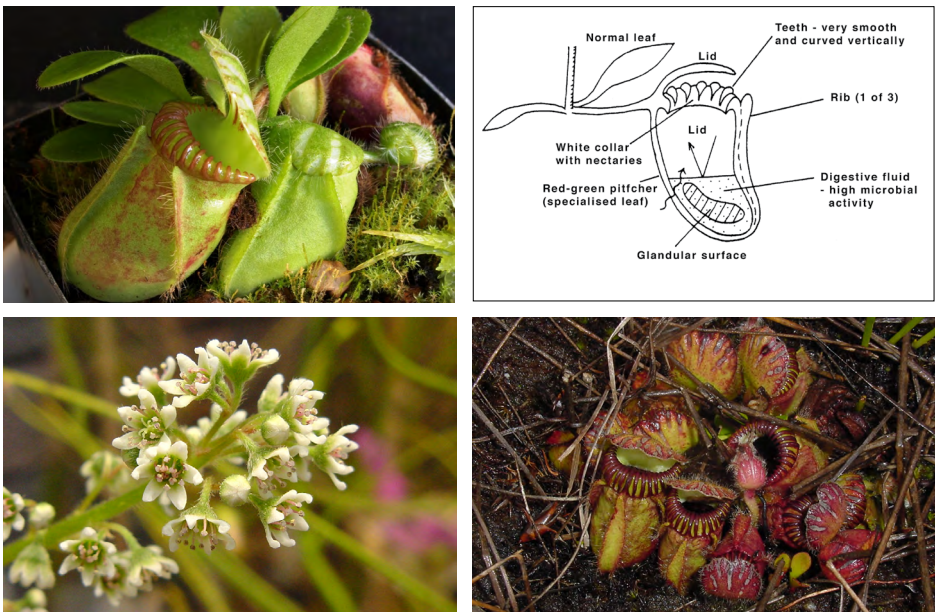 Teeth - very smooth
and curved vertically
Normal leaf
Lid
Rib (1 of 3)
White collar
with nectaries
Lid
Red-green pitfcher
(specialised leaf)
Digestive fluid
- high microbial
activity
Glandular surface